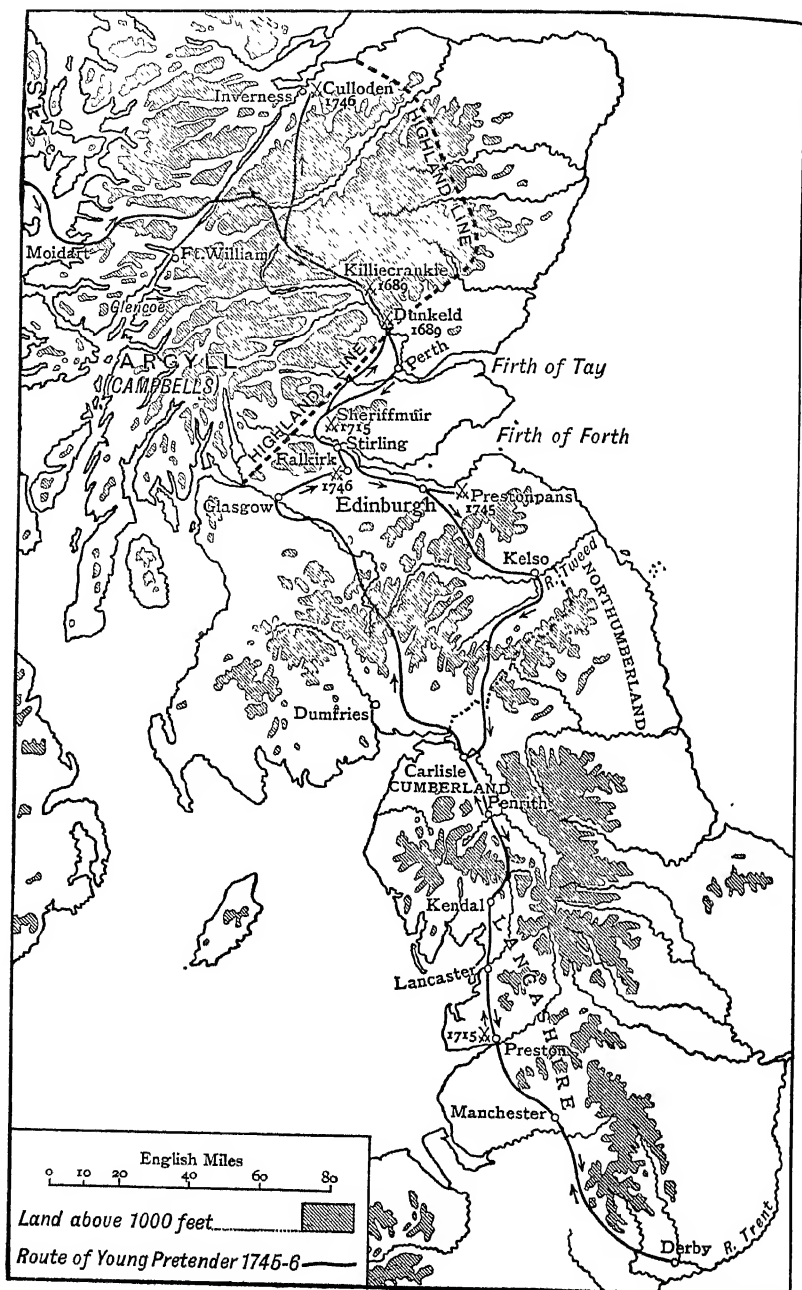 Inverness
Culloden
1746
SEA
HIGHLAND LINE
Moidart
Ft. William
Killiecrankie
1689
Glencoe
Dunkeld
1689
ARGYLL
(CAMPBELLS)
HIGHLAND LINE
Perth
Firth of Tay
Sheriffmuir
1715
Stirling
Firth of Forth
Falkirk
1746
Glasgow
Edinburgh
Prestonpans
1745
Kelso
R. Tweed
NORTHUMBERLAND
Dumfries
Carlisle
CUMBERLAND
Penrith
Kendal
LANCASHIRE
Lancaster
1715
Preston
Manchester
Derby
R. Trent
English Miles
0 10 20 40 60 80
Land above 1000 feet
Route of Young Pretender 1745-6